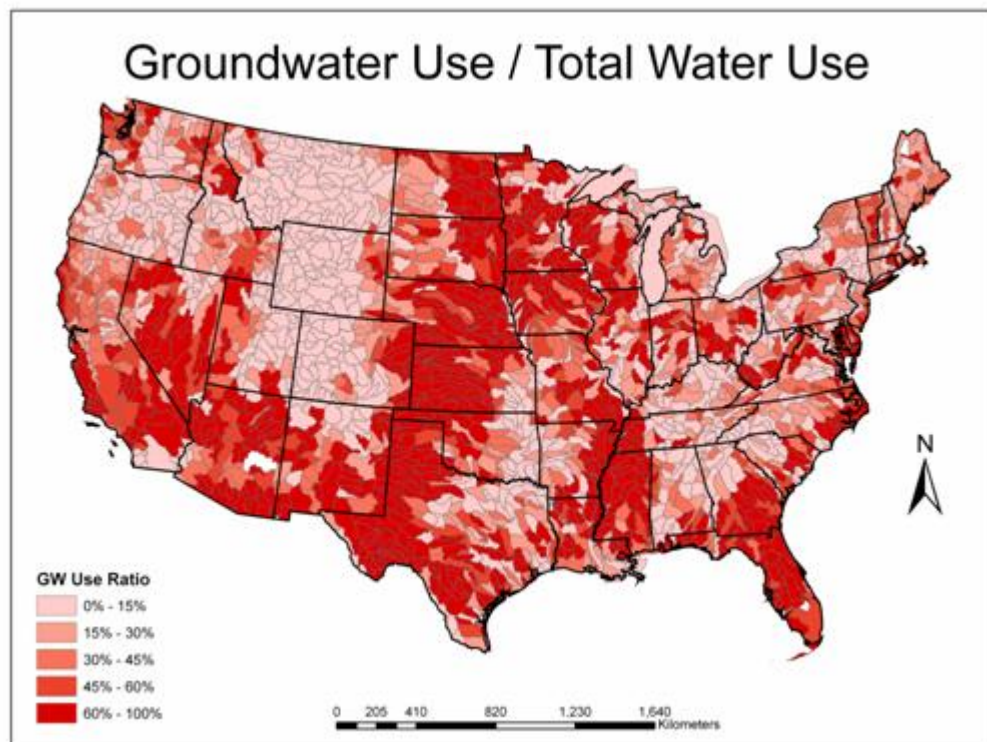 Groundwater Use / Total Water Use
N
GW Use Ratio
0% - 15%
15% - 30%
30% - 45%
45% - 60%
60% - 100%
0 205 410 820 1,230 1,640
Kilometers